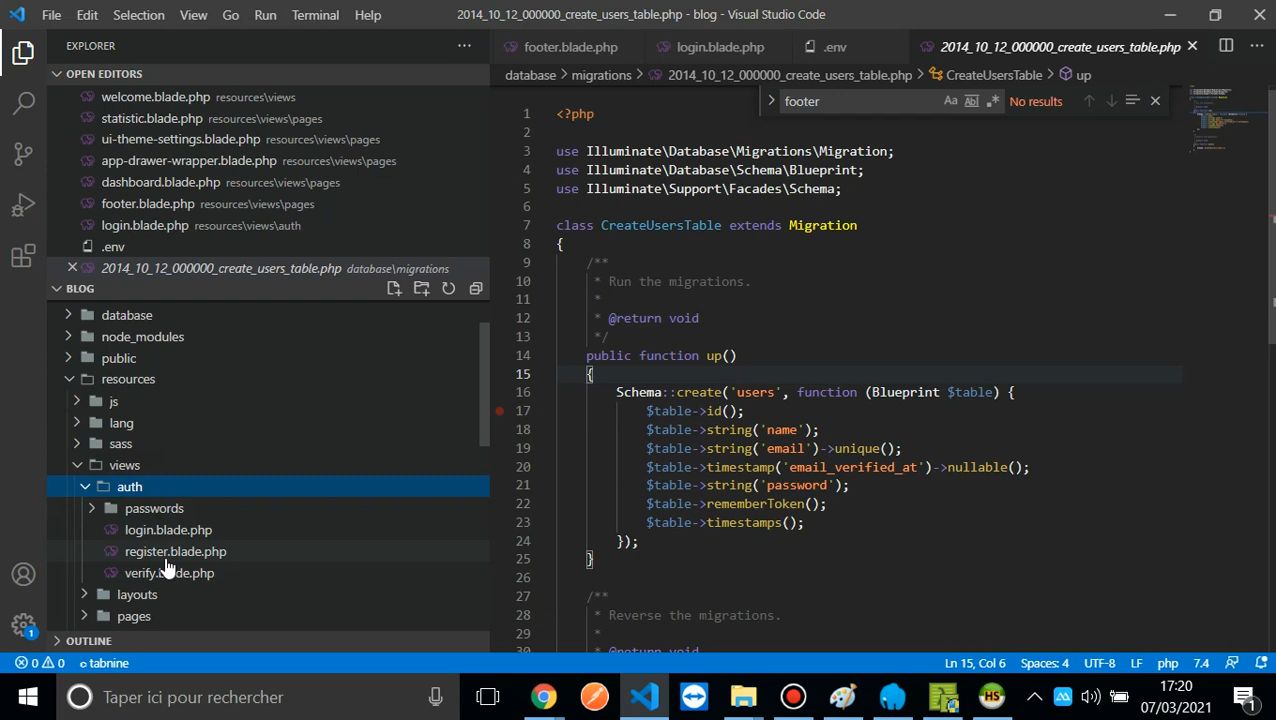 File Edit Selection View Go Run Terminal Help 2014_10_12_000000_create_users_table.php - blog - Visual Studio Code
EXPLORER
OPEN EDITORS
welcome.blade.php resources\views
statistic.blade.php resources\views\pages
ui-theme-settings.blade.php resources\views\pages
app-drawer-wrapper.blade.php resources\views\pages
dashboard.blade.php resources\views\pages
footer.blade.php resources\views\pages
login.blade.php resources\views\auth
.env
2014_10_12_000000_create_users_table.php database\migrations
BLOG
database
node_modules
public
resources
js
lang
sass
views
auth
passwords
login.blade.php
register.blade.php
verify.blade.php
layouts
pages
OUTLINE
footer.blade.php login.blade.php .env 2014_10_12_000000_create_users_table.php
database > migrations > 2014_10_12_000000_create_users_table.php > CreateUsersTable > up
footer Aa Abl .* No results
1 <?php
2
3 use Illuminate\Database\Migrations\Migration;
4 use Illuminate\Database\Schema\Blueprint;
5 use Illuminate\Support\Facades\Schema;
6
7 class CreateUsersTable extends Migration
8 {
9 /**
10 * Run the migrations.
11 *
12 * @return void
13 */
14 public function up()
15 {
16 Schema::create('users', function (Blueprint $table) {
17 $table->id();
18 $table->string('name');
19 $table->string('email')->unique();
20 $table->timestamp('email_verified_at')->nullable();
21 $table->string('password');
22 $table->rememberToken();
23 $table->timestamps();
24 });
25 }
26
27 /**
28 * Reverse the migrations.
29 *
30 * @return void
0 0 tabnine Ln 15, Col 6 Spaces: 4 UTF-8 LF php 7.4
1
Taper ici pour rechercher
HS
17:20
07/03/2021
1